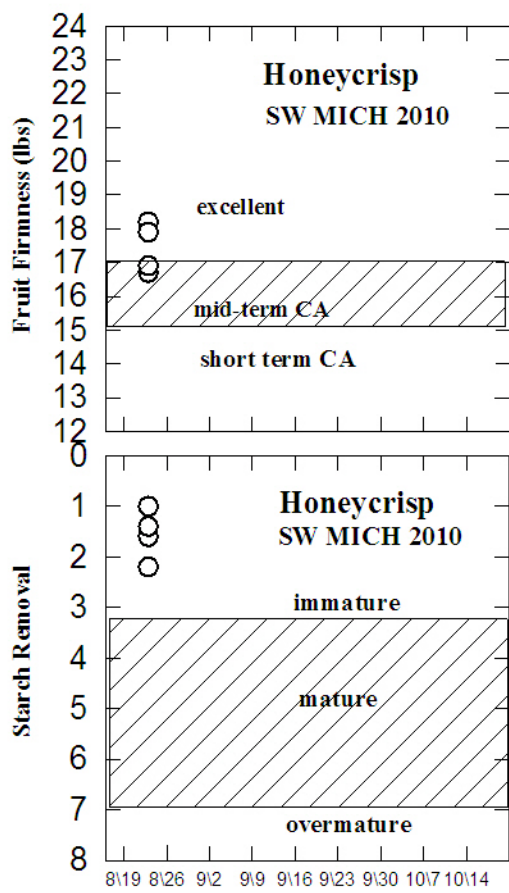 24
23
22
21
20
19
18
17
16
15
14
13
12
Fruit Firmness (lbs)
Honeycrisp
SW MICH 2010
excellent
mid-term CA
short term CA
0
1
2
3
4
5
6
7
8
Starch Removal
Honeycrisp
SW MICH 2010
immature
mature
overmature
8\19 8\26 9\2 9\9 9\16 9\23 9\30 10\7 10\14